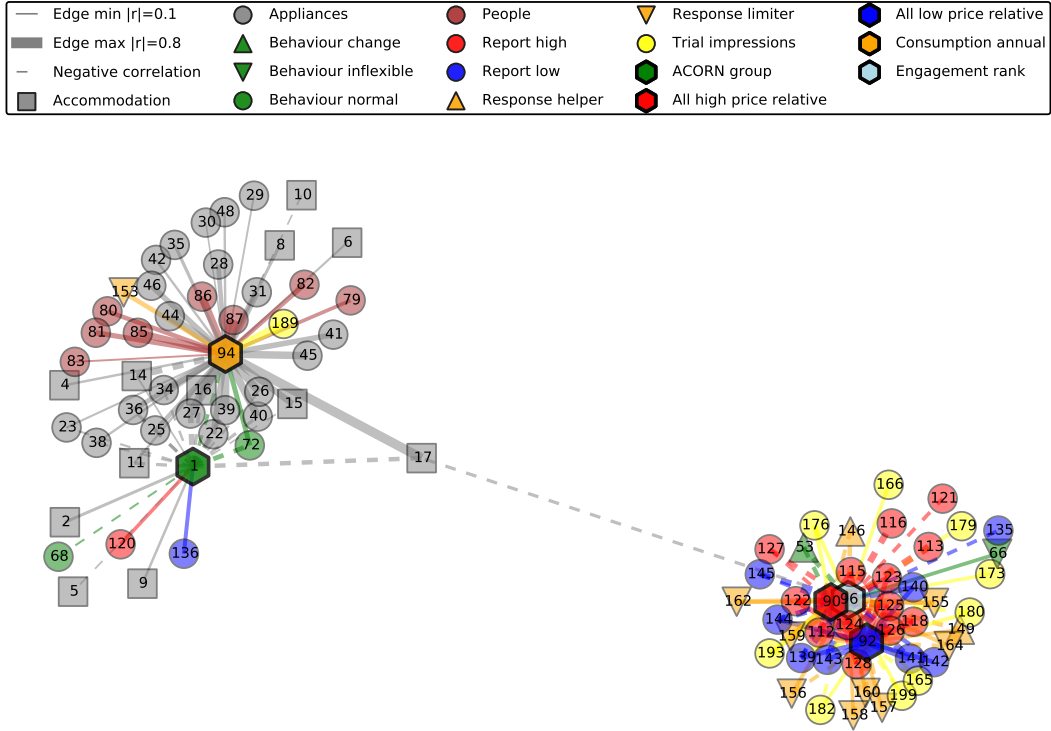 Edge min |r|=0.1 Appliances People Response limiter All low price relative
Edge max |r|=0.8 Behaviour change Report high Trial impressions Consumption annual
Negative correlation Behaviour inflexible Report low ACORN group Engagement rank
Accommodation Behaviour normal Response helper All high price relative
29 10
48
30
35 8 6
42 28
46 31 82
153 86 79
80 44 87 189
81 85 41
94 45
83
4 14
34 16 26
36 27 39 15
23 25 40
38 22 72
11 1 17
2
120
68 136
5 9
166
121
176 116 179 135
127 53 146 113 66
145 115 123 173
140
162 122 90 96 125 155
144 124 118 180
159 112 126 149
92 164
193 139 143 128 141 142
165
156 160 199
182 158 157